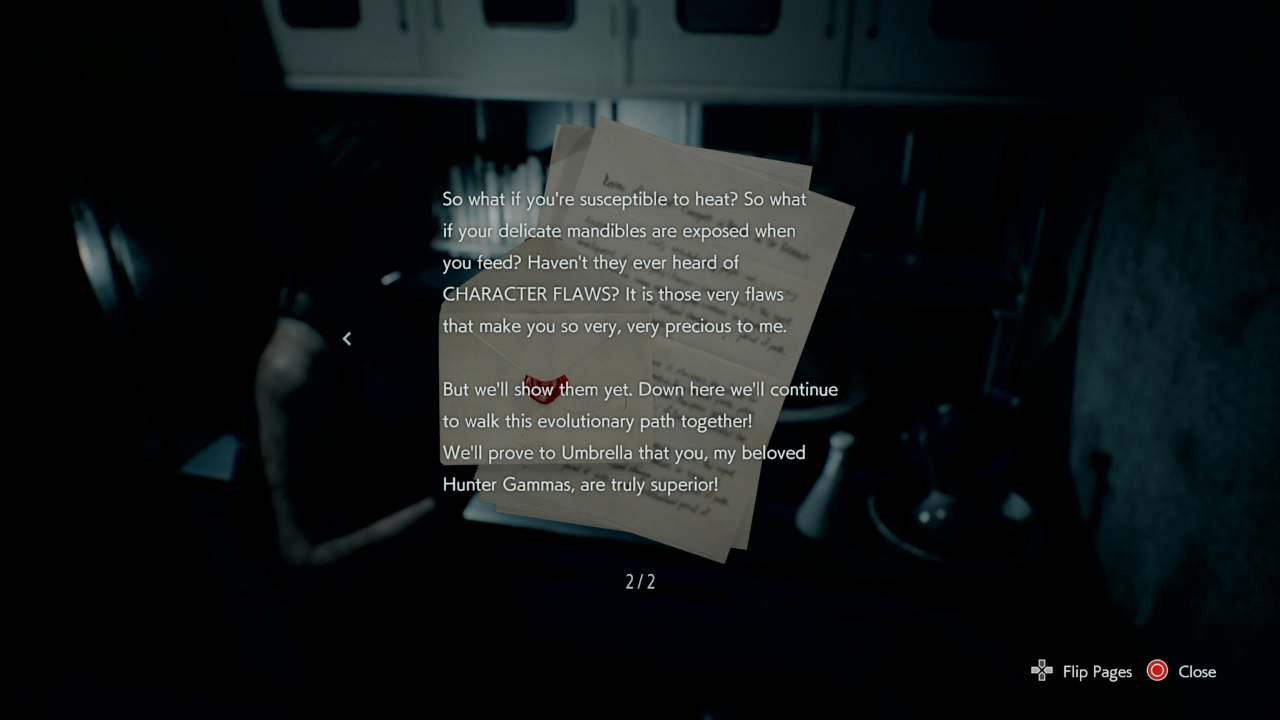 So what if you're susceptible to heat? So what
if your delicate mandibles are exposed when
you feed? Haven't they ever heard of
CHARACTER FLAWS? It is those very flaws
that make you so very, very precious to me.
But we'll show them yet. Down here we'll continue
to walk this evolutionary path together!
We'll prove to Umbrella that you, my beloved
Hunter Gammas, are truly superior!
2/2
Flip Pages
Close